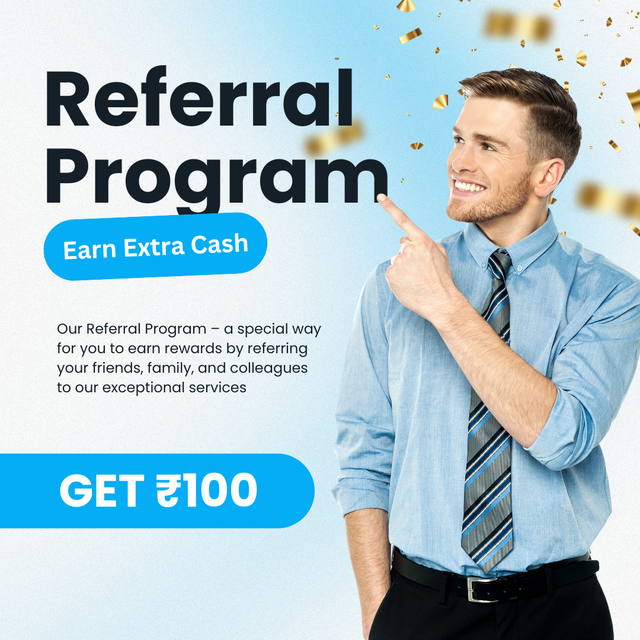 Referral
Program
Earn Extra Cash
Our Referral Program – a special way
for you to earn rewards by referring
your friends, family, and colleagues
to our exceptional services
GET ₹100